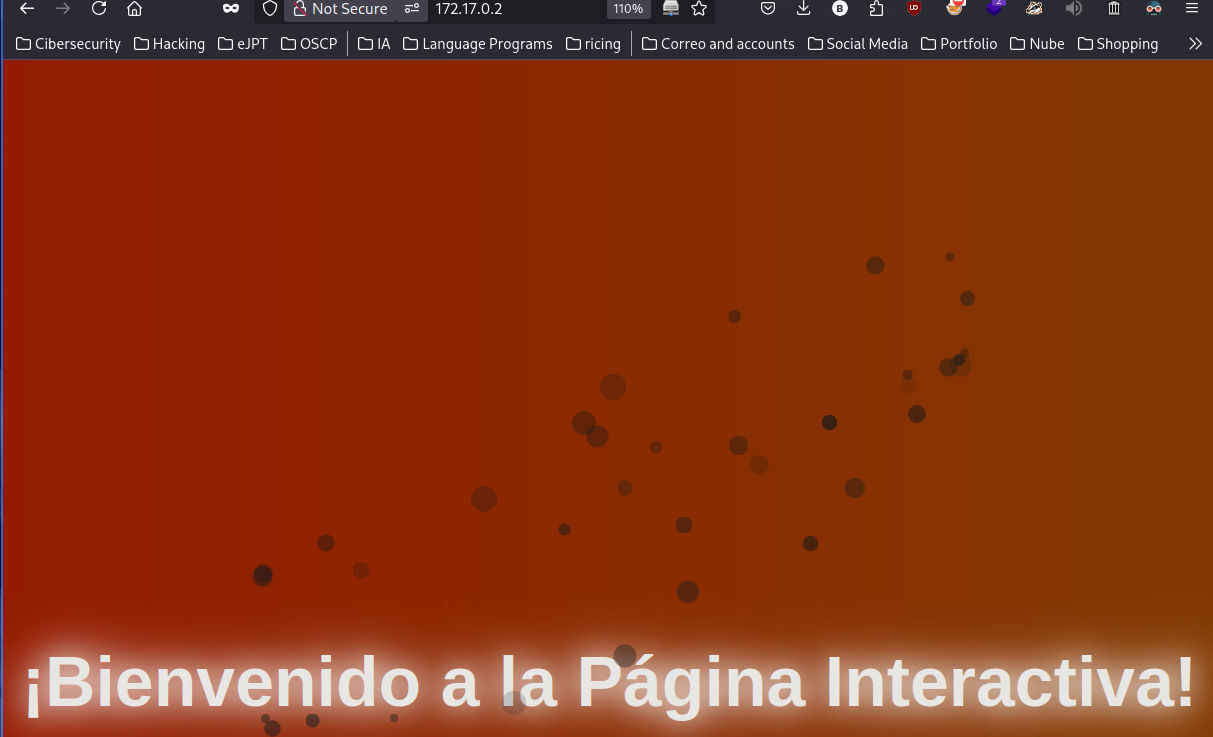 Not Secure 172.17.0.2 110% B 2
Cibersecurity Hacking eJPT OSCP IA Language Programs ricing Correo and accounts Social Media Portfolio Nube Shopping
¡Bienvenido a la Página Interactiva!